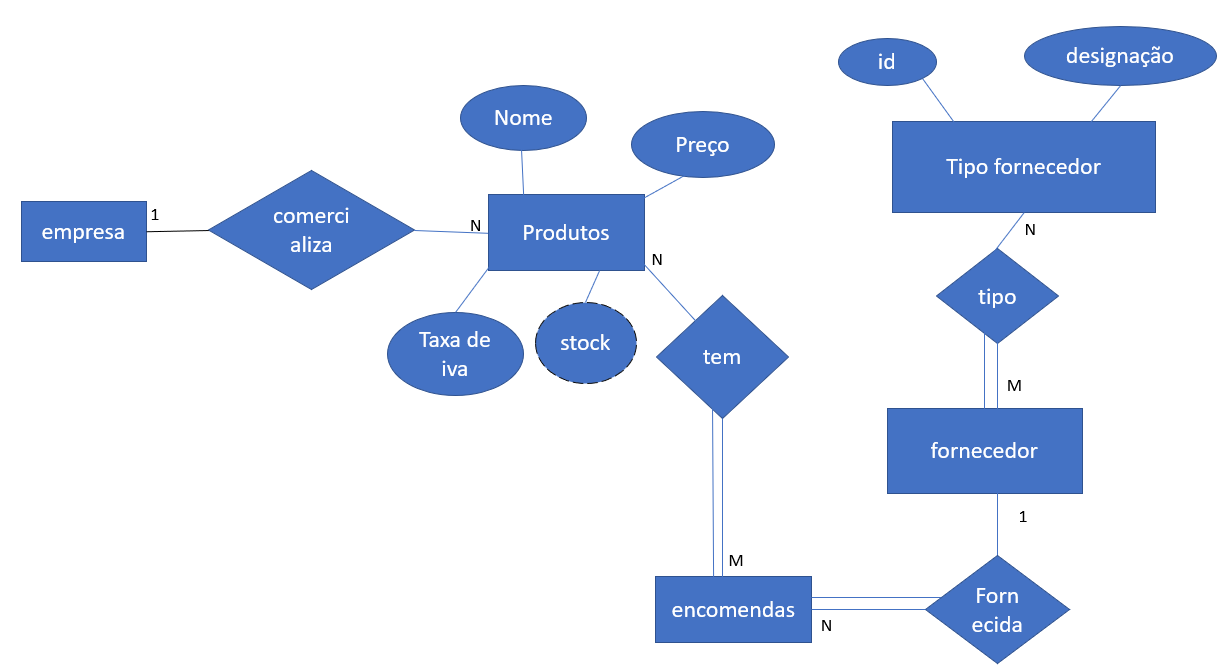 id
designação
Nome
Preço
Tipo fornecedor
empresa
1
comerci
aliza
N
Produtos
N
N
Taxa de
iva
stock
tem
tipo
M
fornecedor
1
M
encomendas
N
Forn
ecida